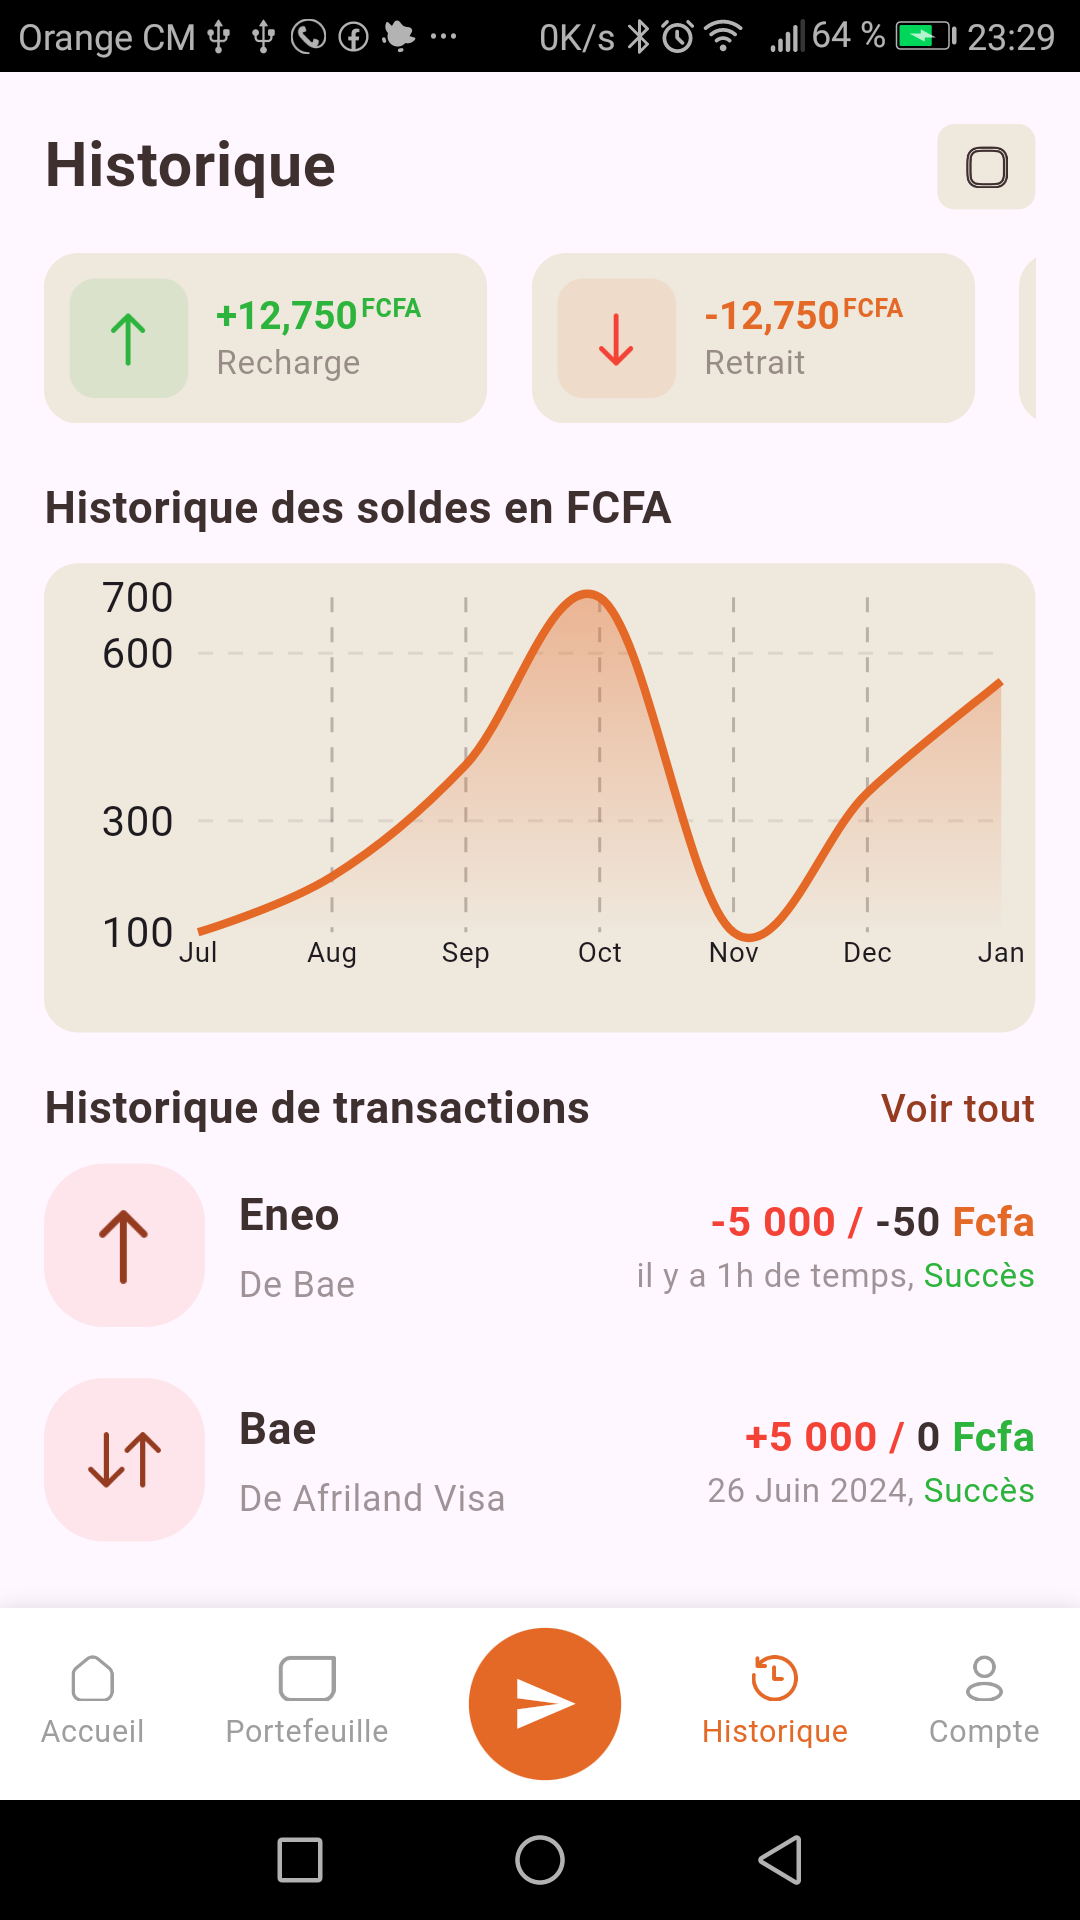 Orange CM 0K/s 64 % 23:29
Historique
+12,750 FCFA
Recharge
-12,750 FCFA
Retrait
Historique des soldes en FCFA
700
600
300
100
Jul Aug Sep Oct Nov Dec Jan
Historique de transactions Voir tout
Eneo
De Bae
-5 000 / -50 Fcfa
il y a 1h de temps, Succès
Bae
De Afriland Visa
+5 000 / 0 Fcfa
26 Juin 2024, Succès
Accueil Portefeuille Historique Compte